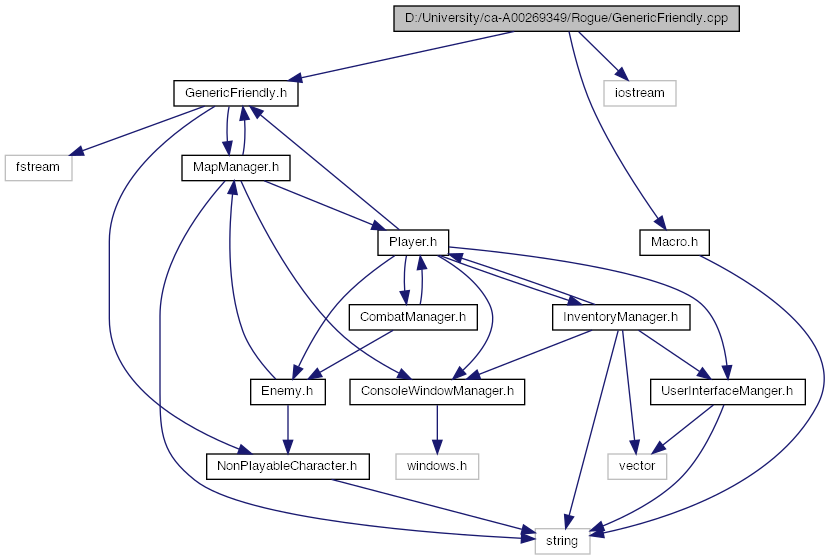 D:/University/ca-A00269349/Rogue/GenericFriendly.cpp
GenericFriendly.h
iostream
fstream
MapManager.h
Player.h
Macro.h
CombatManager.h
InventoryManager.h
Enemy.h
ConsoleWindowManager.h
UserInterfaceManger.h
NonPlayableCharacter.h
windows.h
vector
string